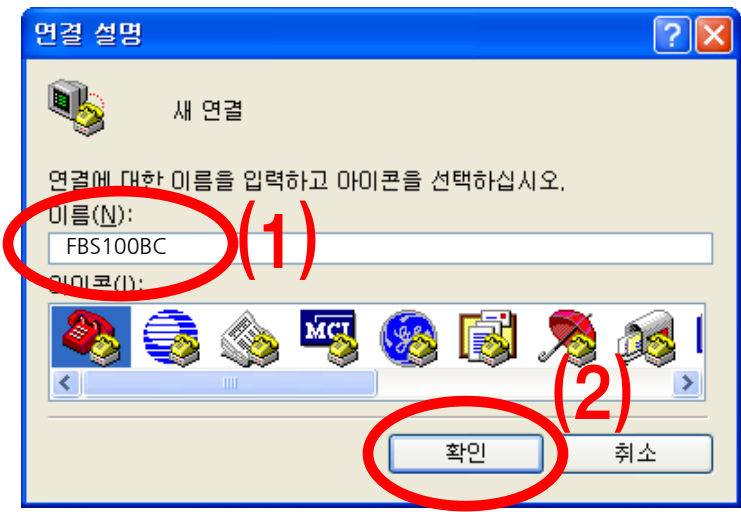 연결 설명
새 연결
연결에 대한 이름을 입력하고 아이콘을 선택하십시오.
이름(N):
FBS100BC
(1)
아이콘(I):
MCI
(2)
확인
취소